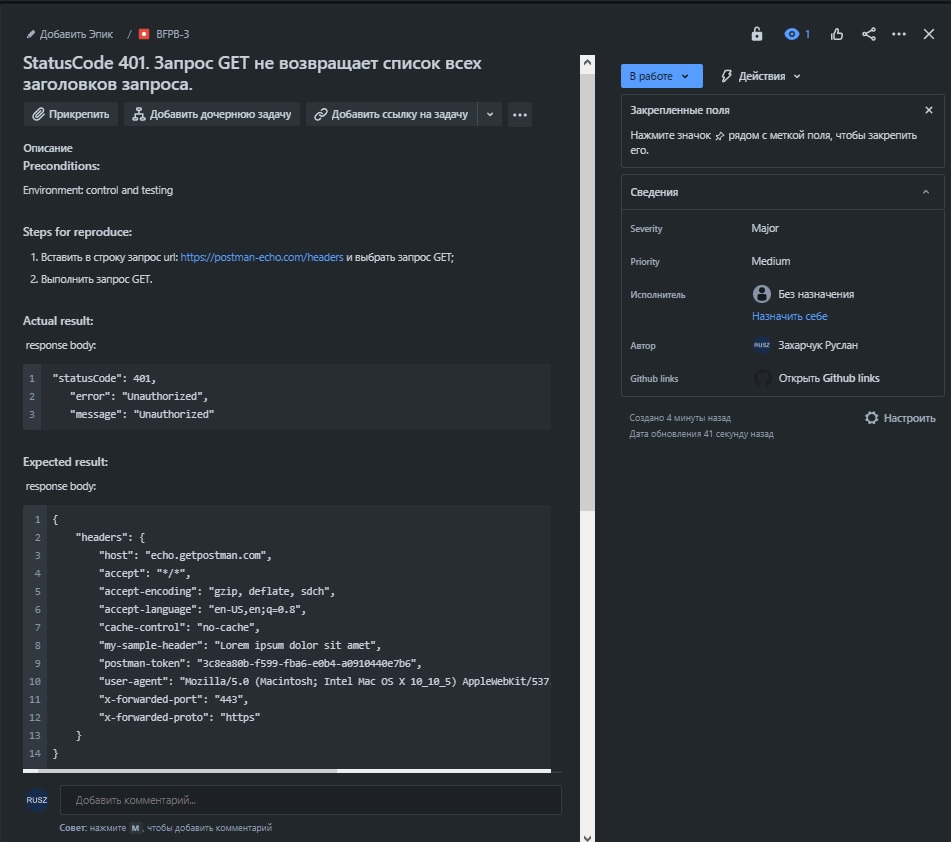 Добавить Эпик / BFPB-3
1
StatusCode 401. Запрос GET не возвращает список всех
заголовков запроса.
Прикрепить
Добавить дочернюю задачу
Добавить ссылку на задачу
Описание
Preconditions:
Environment: control and testing
Steps for reproduce:
1. Вставить в строку запрос url: https://postman-echo.com/headers и выбрать запрос GET;
2. Выполнить запрос GET.
Actual result:
response body:
1 "statusCode": 401,
2 "error": "Unauthorized",
3 "message": "Unauthorized"
Expected result:
response body:
1 {
2 "headers": {
3 "host": "echo.getpostman.com",
4 "accept": "*/*",
5 "accept-encoding": "gzip, deflate, sdch",
6 "accept-language": "en-US,en;q=0.8",
7 "cache-control": "no-cache",
8 "my-sample-header": "Lorem ipsum dolor sit amet",
9 "postman-token": "3c8ea80b-f599-fba6-e0b4-a0910440e7b6",
10 "user-agent": "Mozilla/5.0 (Macintosh; Intel Mac OS X 10_10_5) AppleWebKit/537
11 "x-forwarded-port": "443",
12 "x-forwarded-proto": "https"
13 }
14 }
RUSZ
Добавить комментарий...
Совет: нажмите M, чтобы добавить комментарий
В работе
Действия
Закрепленные поля
Нажмите значок рядом с меткой поля, чтобы закрепить
его.
Сведения
Severity
Major
Priority
Medium
Исполнитель
Без назначения
Назначить себе
Автор
RUSZ
Захарчук Руслан
Github links
Открыть Github links
Создано 4 минуты назад
Дата обновления 41 секунду назад
Настроить